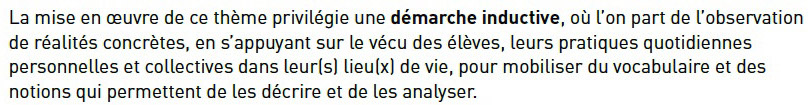 La mise en œuvre de ce thème privilégie une démarche inductive, où l’on part de l’observation
de réalités concrètes, en s’appuyant sur le vécu des élèves, leurs pratiques quotidiennes
personnelles et collectives dans leur(s) lieu(x) de vie, pour mobiliser du vocabulaire et des
notions qui permettent de les décrire et de les analyser.